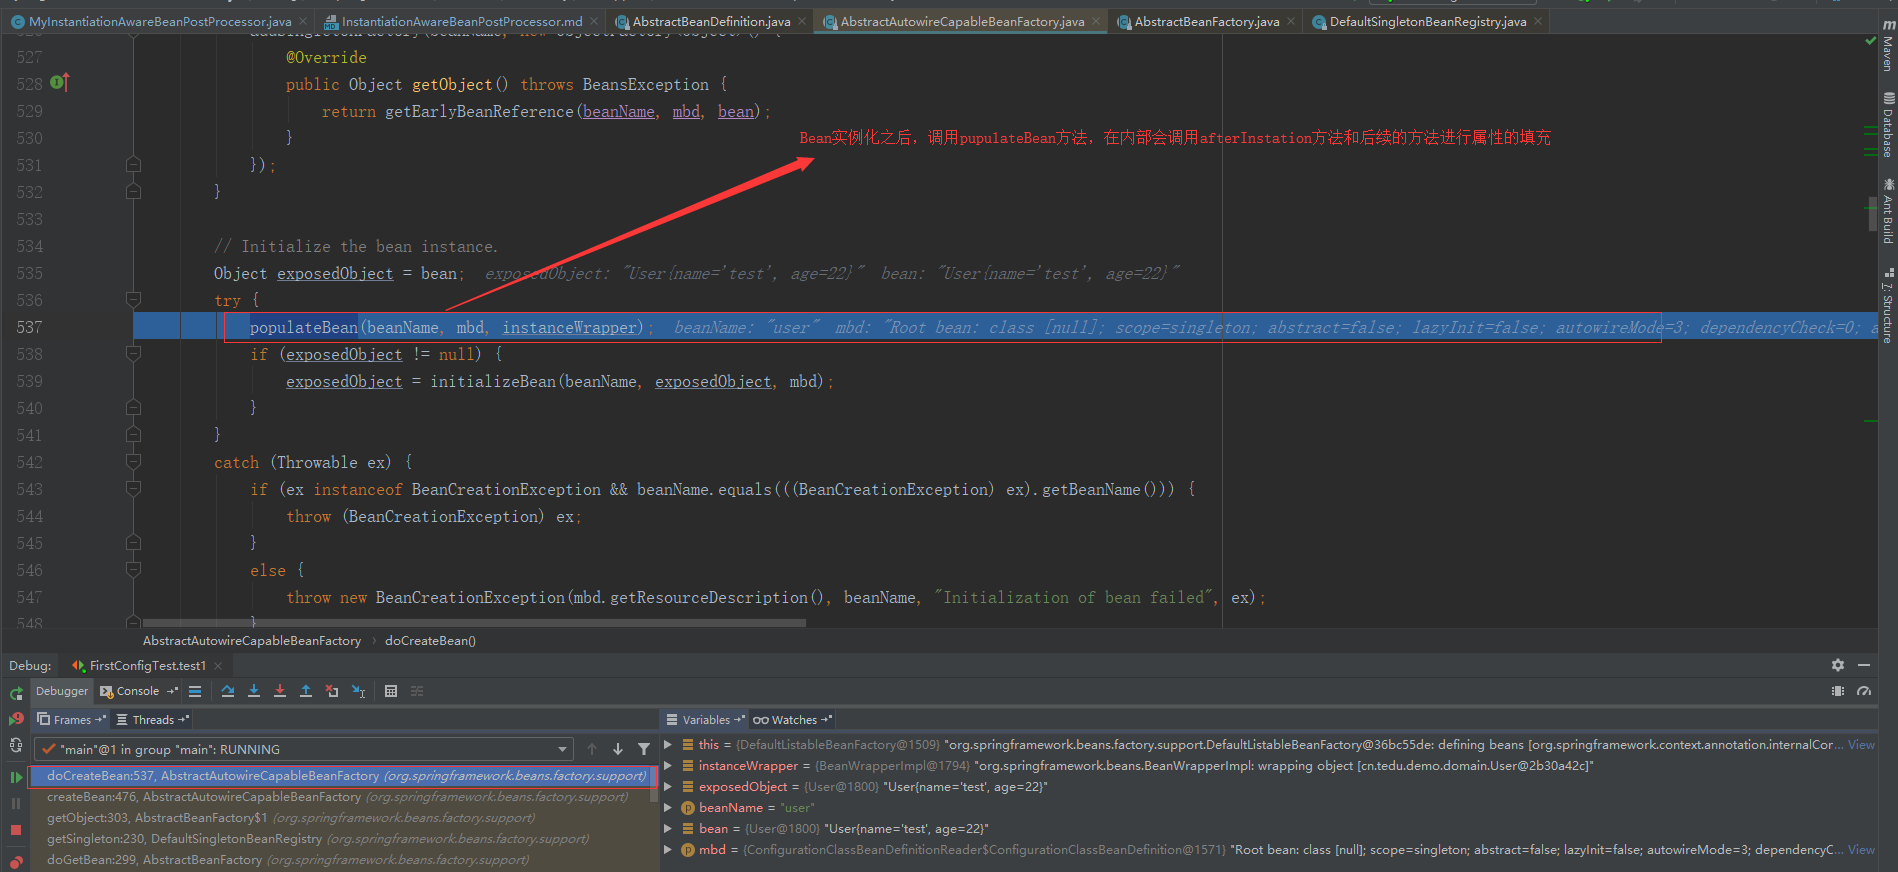 MyInstantiationAwareBeanPostProcessor.java
InstantiationAwareBeanPostProcessor.md
AbstractBeanDefinition.java
AbstractAutowireCapableBeanFactory.java
AbstractBeanFactory.java
DefaultSingletonBeanRegistry.java
527 @Override
528 public Object getObject() throws BeansException {
529 return getEarlyBeanReference(beanName, mbd, bean);
530 }
Bean实例化之后，调用pupulateBean方法，在内部会调用afterInstation方法和后续的方法进行属性的填充
531 });
532 }
533
534 // Initialize the bean instance.
535 Object exposedObject = bean; exposedObject: "User{name='test', age=22}" bean: "User{name='test', age=22}"
536 try {
537 populateBean(beanName, mbd, instanceWrapper); beanName: "user" mbd: "Root bean: class [null]; scope=singleton; abstract=false; lazyInit=false; autowireMode=3; dependencyCheck=0; a
538 if (exposedObject != null) {
539 exposedObject = initializeBean(beanName, exposedObject, mbd);
540 }
541 }
542 catch (Throwable ex) {
543 if (ex instanceof BeanCreationException && beanName.equals(((BeanCreationException) ex).getBeanName())) {
544 throw (BeanCreationException) ex;
545 }
546 else {
547 throw new BeanCreationException(mbd.getResourceDescription(), beanName, "Initialization of bean failed", ex);
548 }
Maven
Database
Ant Build
7: Structure
AbstractAutowireCapableBeanFactory › doCreateBean()
Debug: FirstConfigTest.test1
Debugger Console
Frames Threads
Variables Watches
"main"@1 in group "main": RUNNING
doCreateBean:537, AbstractAutowireCapableBeanFactory (org.springframework.beans.factory.support)
createBean:476, AbstractAutowireCapableBeanFactory (org.springframework.beans.factory.support)
getObject:303, AbstractBeanFactory$1 (org.springframework.beans.factory.support)
getSingleton:230, DefaultSingletonBeanRegistry (org.springframework.beans.factory.support)
doGetBean:299, AbstractBeanFactory (org.springframework.beans.factory.support)
this = {DefaultListableBeanFactory@1509} "org.springframework.beans.factory.support.DefaultListableBeanFactory@36bc55de: defining beans [org.springframework.context.annotation.internalCor... View
instanceWrapper = {BeanWrapperImpl@1794} "org.springframework.beans.BeanWrapperImpl: wrapping object [cn.tedu.demo.domain.User@2b30a42c]"
exposedObject = {User@1800} "User{name='test', age=22}"
beanName = "user"
bean = {User@1800} "User{name='test', age=22}"
mbd = {ConfigurationClassBeanDefinitionReader$ConfigurationClassBeanDefinition@1571} "Root bean: class [null]; scope=singleton; abstract=false; lazyInit=false; autowireMode=3; dependencyC... View